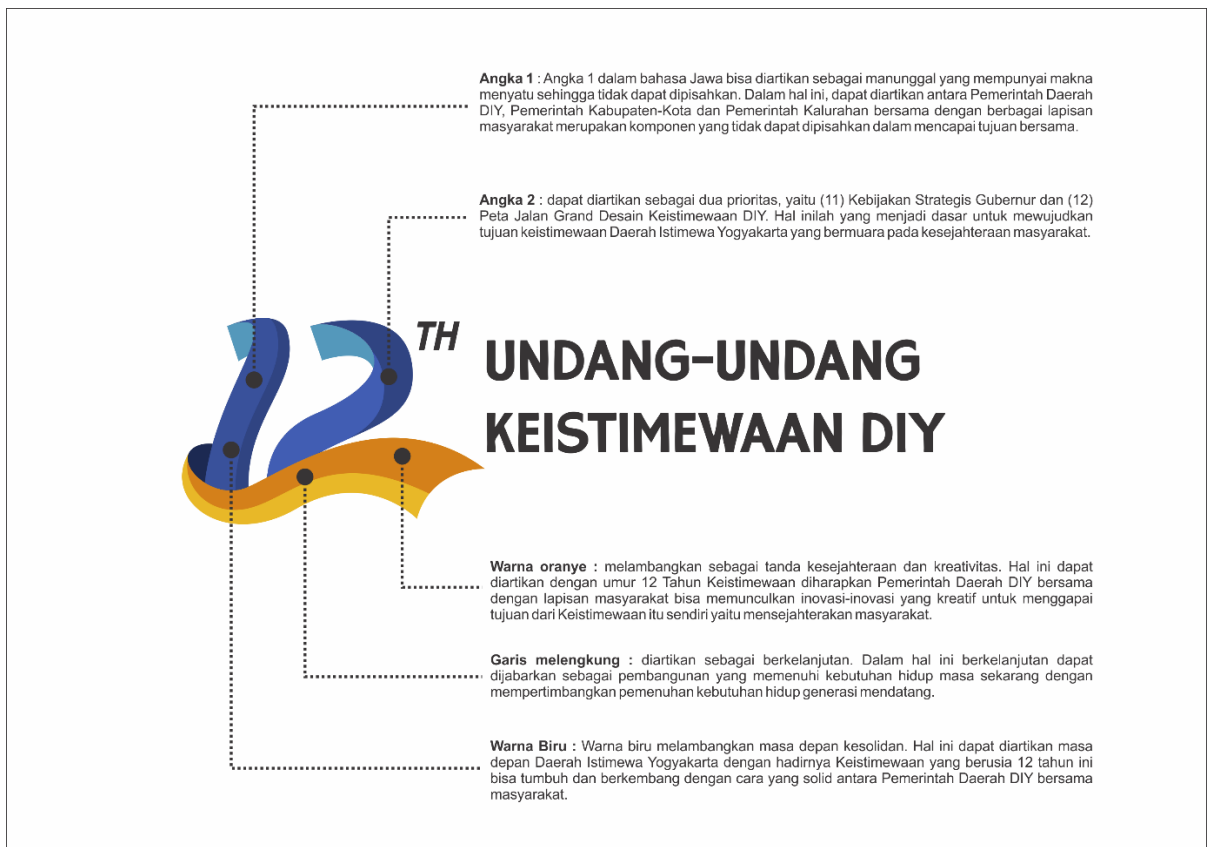 Angka 1 : Angka 1 dalam bahasa Jawa bisa diartikan sebagai manunggal yang mempunyai makna
menyatu sehingga tidak dapat dipisahkan. Dalam hal ini, dapat diartikan antara Pemerintah Daerah
DIY, Pemerintah Kabupaten-Kota dan Pemerintah Kalurahan bersama dengan berbagai lapisan
masyarakat merupakan komponen yang tidak dapat dipisahkan dalam mencapai tujuan bersama.
Angka 2 : dapat diartikan sebagai dua prioritas, yaitu (11) Kebijakan Strategis Gubernur dan (12)
Peta Jalan Grand Desain Keistimewaan DIY. Hal inilah yang menjadi dasar untuk mewujudkan
tujuan keistimewaan Daerah Istimewa Yogyakarta yang bermuara pada kesejahteraan masyarakat.
12TH
UNDANG-UNDANG
KEISTIMEWAAN DIY
Warna oranye : melambangkan sebagai tanda kesejahteraan dan kreativitas. Hal ini dapat
diartikan dengan umur 12 Tahun Keistimewaan diharapkan Pemerintah Daerah DIY bersama
dengan lapisan masyarakat bisa memunculkan inovasi-inovasi yang kreatif untuk menggapai
tujuan dari Keistimewaan itu sendiri yaitu mensejahterakan masyarakat.
Garis melengkung : diartikan sebagai berkelanjutan. Dalam hal ini berkelanjutan dapat
dijabarkan sebagai pembangunan yang memenuhi kebutuhan hidup masa sekarang dengan
mempertimbangkan pemenuhan kebutuhan hidup generasi mendatang.
Warna Biru : Warna biru melambangkan masa depan kesolidan. Hal ini dapat diartikan masa
depan Daerah Istimewa Yogyakarta dengan hadirnya Keistimewaan yang berusia 12 tahun ini
bisa tumbuh dan berkembang dengan cara yang solid antara Pemerintah Daerah DIY bersama
masyarakat.